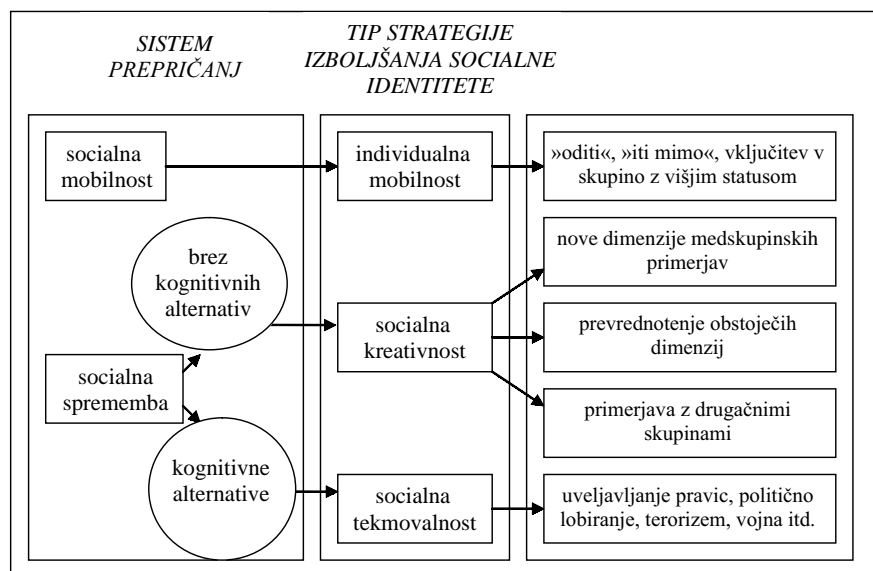 SISTEM
PREPRIČANJ
TIP STRATEGIJE
IZBOLJŠANJA SOCIALNE
IDENTITETE
socialna
mobilnost
individualna
mobilnost
»oditi«, »iti mimo«, vključitev v
skupino z višjim statusom
brez
kognitivnih
alternativ
nove dimenzije medskupinskih
primerjav
socialna
kreativnost
prevrednotenje obstoječih
dimenzij
socialna
sprememba
primerjava z drugačnimi
skupinami
kognitivne
alternative
socialna
tekmovalnost
uveljavljanje pravic, politično
lobiranje, terorizem, vojna itd.